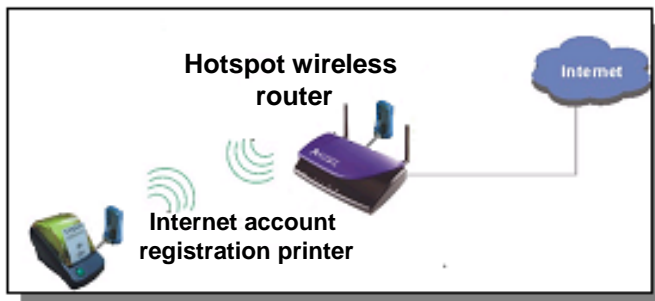 Hotspot wireless
router
Internet
Internet account
registration printer